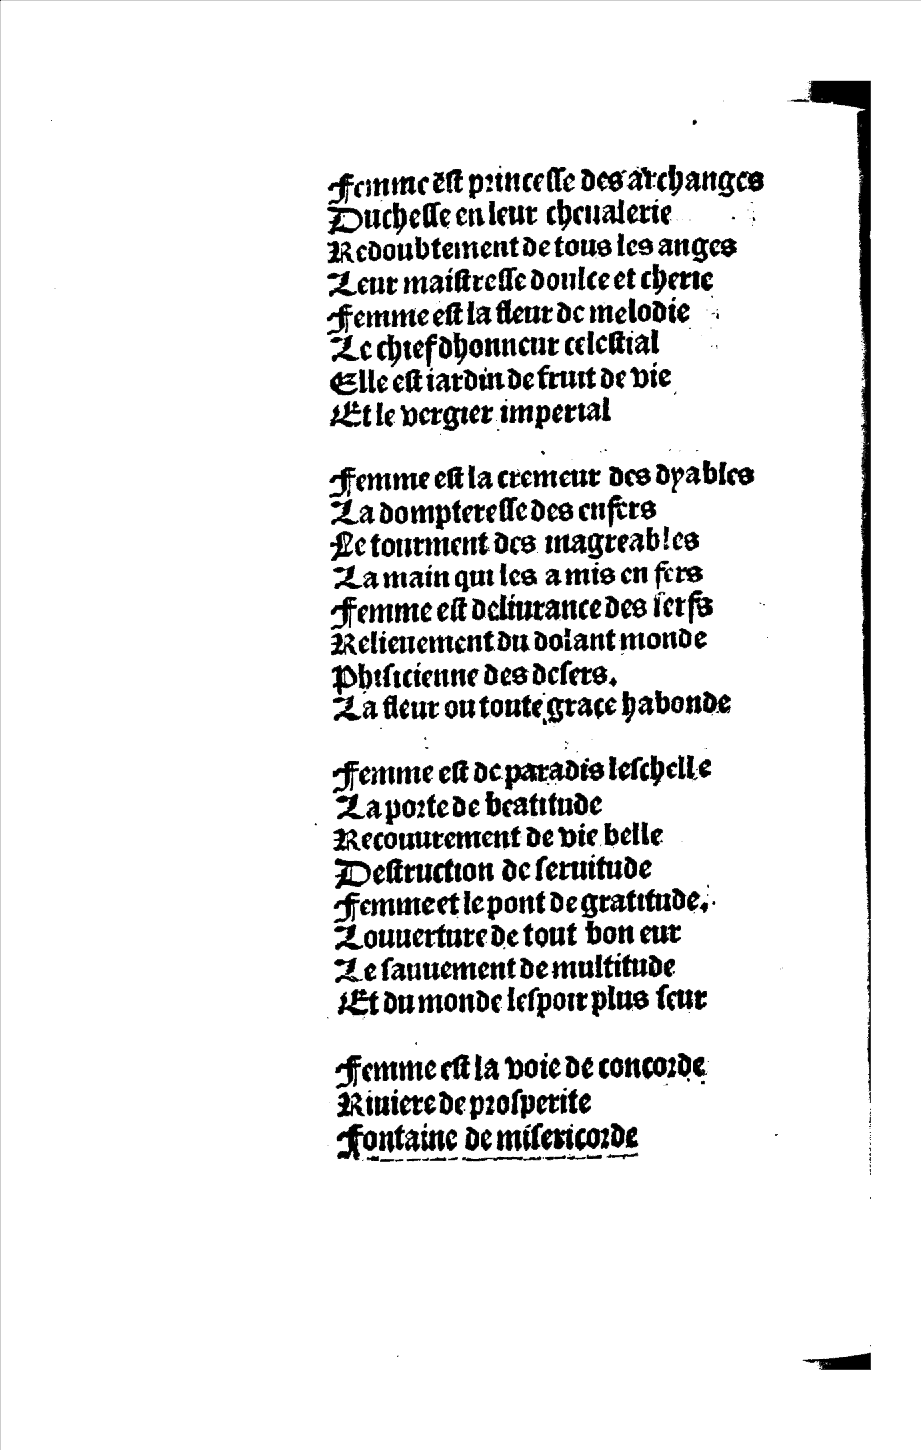 Femme est princesse des archanges
Duchesse en leur cheualerie
Redoubtement de tous les anges
Leur maistresse doulce et cherie
Femme est la fleur de melodie
Le chief dhonneur celestial
Elle est iardin de fruit de vie
Et le vergier imperial
Femme est la cremeur des dyables
La dompteresse des enfers
Le tourment des magreables
La main qui les a mis en fers
Femme est deliurance des serfs
Relieuement du dolant monde
Phisicienne des desers.
La fleur ou toute grace habonde
Femme est de paradis leschelle
La porte de beatitude
Recouurement de vie belle
Destruction de seruitude
Femme et le pont de gratitude.
Louuerture de tout bon eur
Le sauuement de multitude
Et du monde lespoir plus seur
Femme est la voie de concorde
Riuiere de prosperite
Fontaine de misericorde